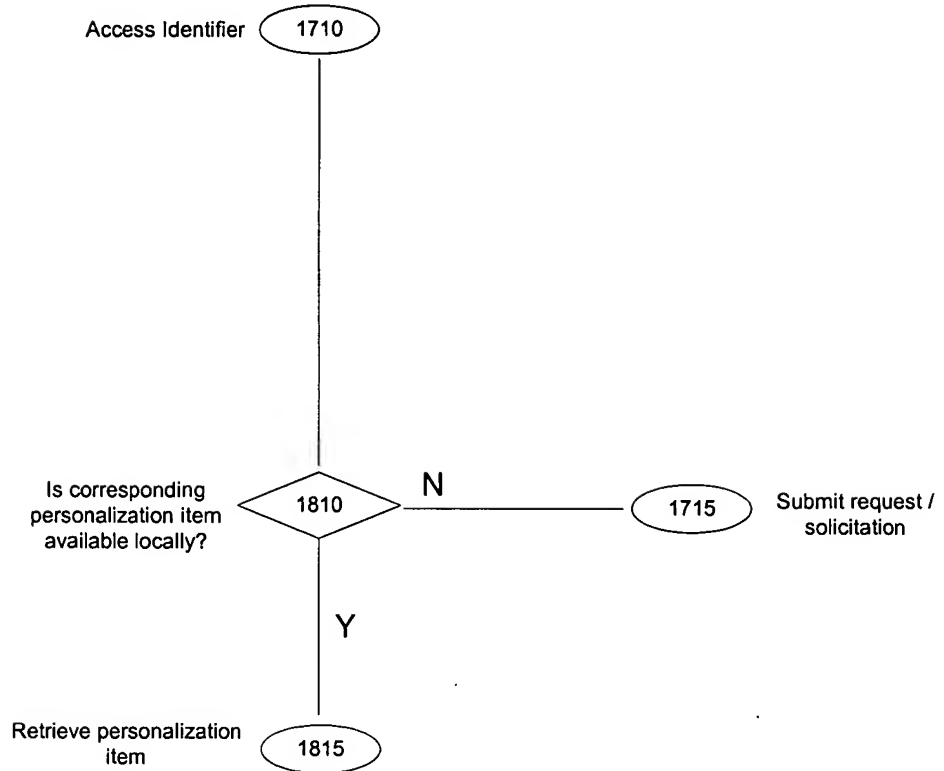 Access Identifier
1710
Is corresponding
personalization item
available locally?
1810
N
1715
Submit request /
solicitation
Y
Retrieve personalization
item
1815